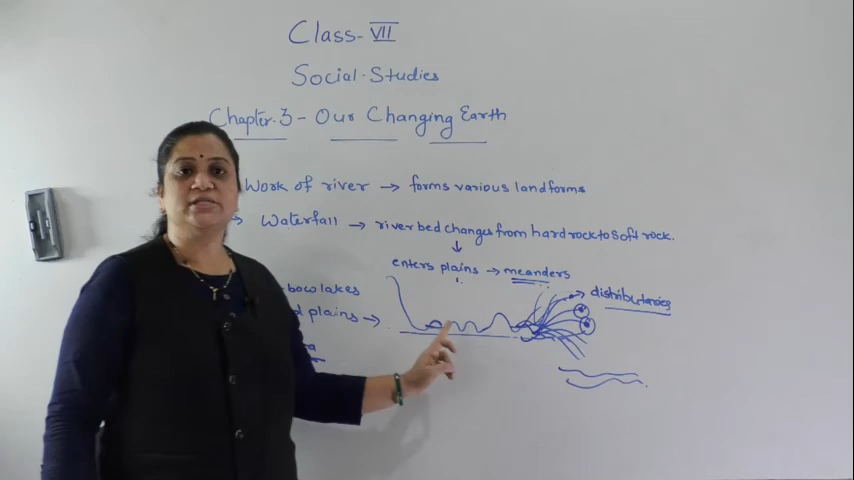 Class-VII
Social Studies
Chapter.3 - Our Changing Earth
Work of river → forms various landforms
→ Waterfall → river bed changes from hard rock to soft rock.
↓
enters plains → meanders
bow lakes
plains →
→ distributaries